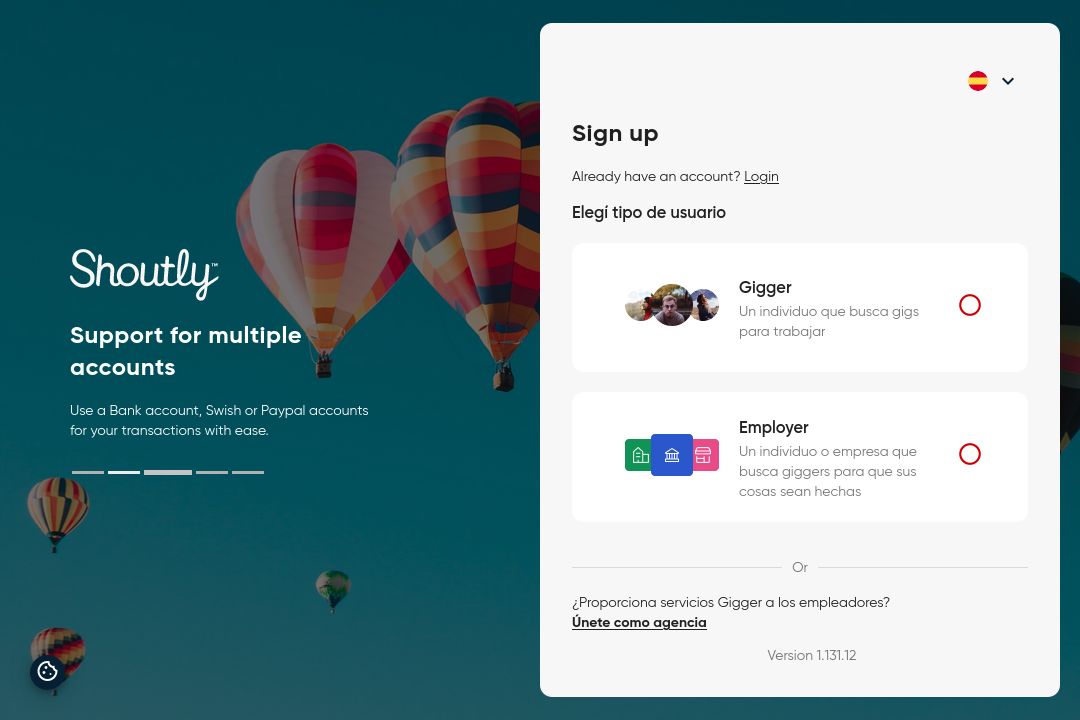 Shoutly™
Support for multiple
accounts
Use a Bank account, Swish or Paypal accounts
for your transactions with ease.
Sign up
Already have an account? Login
Elegí tipo de usuario
Gigger
Un individuo que busca gigs
para trabajar
Employer
Un individuo o empresa que
busca giggers para que sus
cosas sean hechas
Or
¿Proporciona servicios Gigger a los empleadores?
Únete como agencia
Version 1.131.12